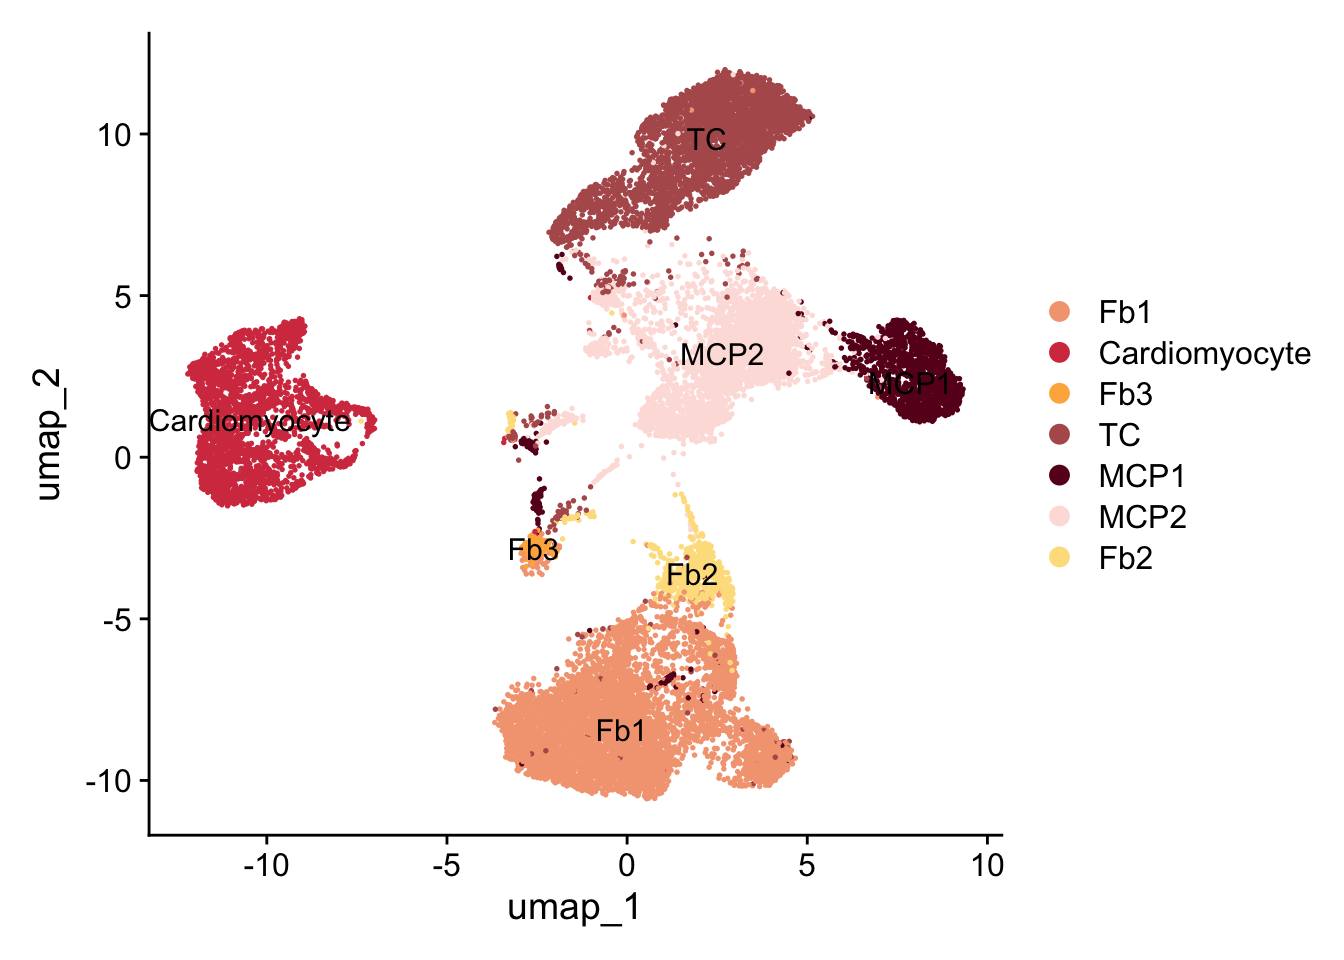 TC
MCP2
MCP1
Cardiomyocyte
Fb3
Fb2
Fb1
10
5
0
-5
-10
umap_2
-10
-5
0
5
10
umap_1
Fb1
Cardiomyocyte
Fb3
TC
MCP1
MCP2
Fb2